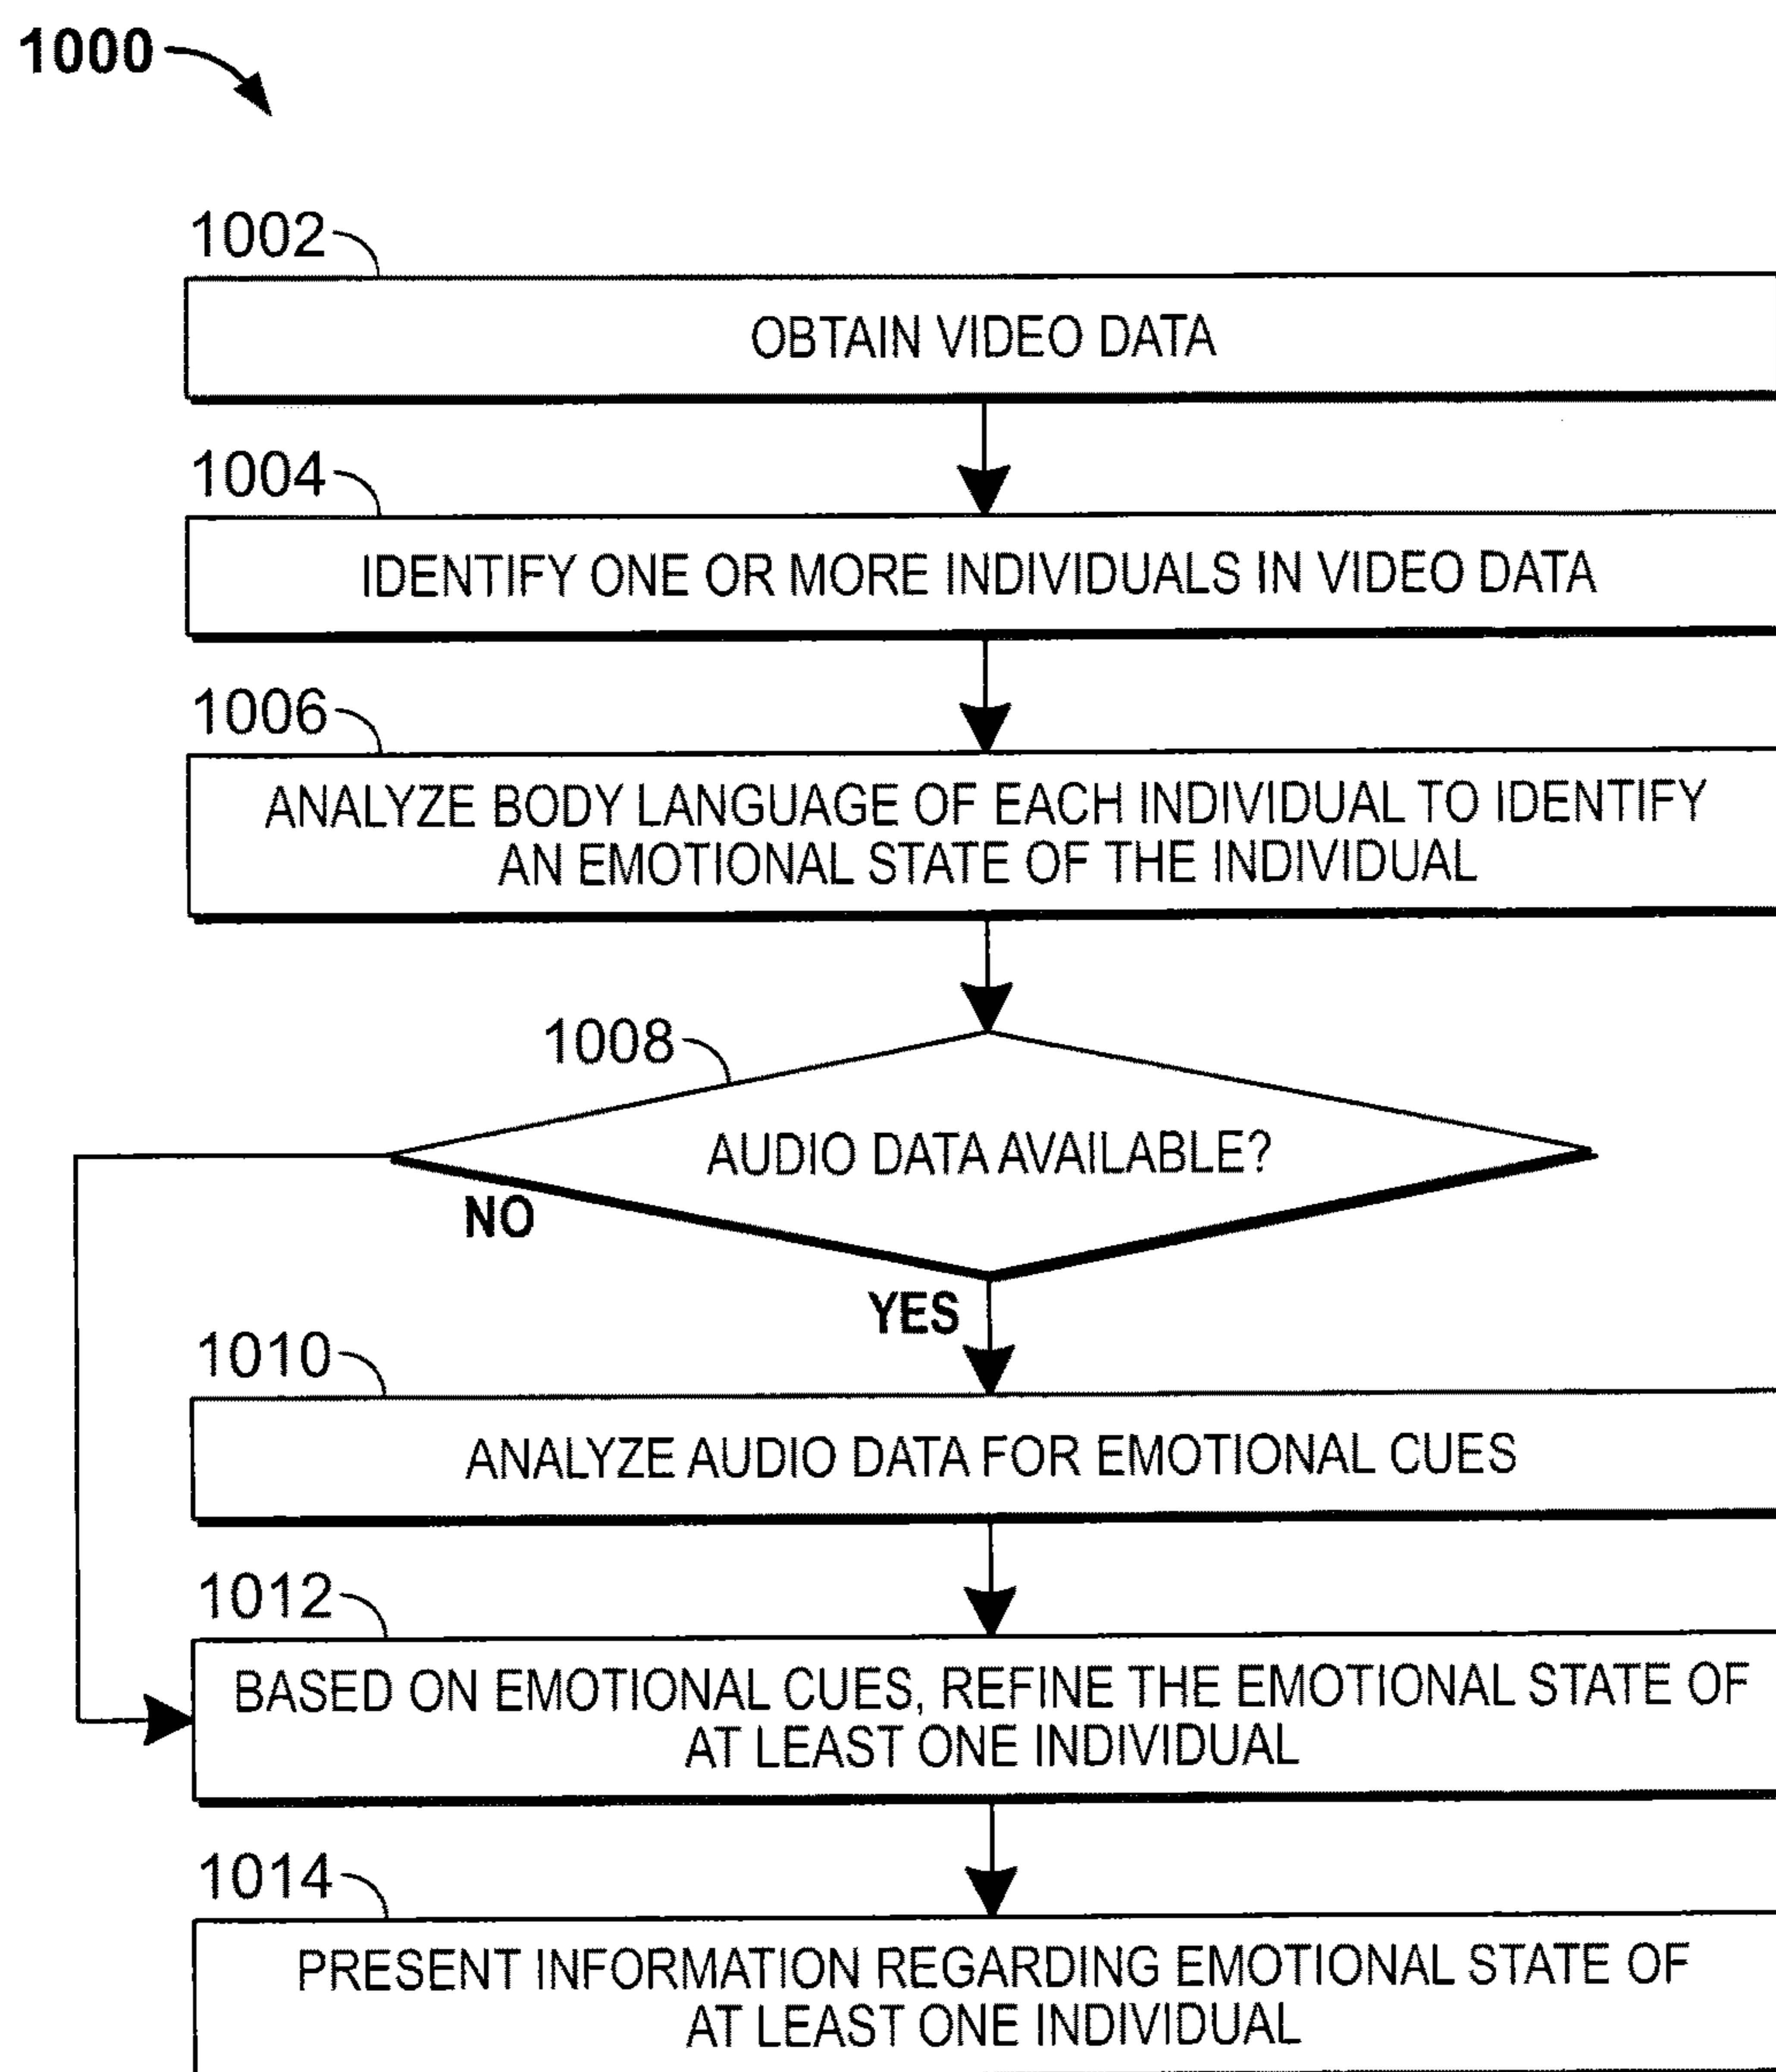 1000
1002
OBTAIN VIDEO DATA
1004
IDENTIFY ONE OR MORE INDIVIDUALS IN VIDEO DATA
1006
ANALYZE BODY LANGUAGE OF EACH INDIVIDUAL TO IDENTIFY
AN EMOTIONAL STATE OF THE INDIVIDUAL
1008
AUDIO DATA AVAILABLE?
NO
YES
1010
ANALYZE AUDIO DATA FOR EMOTIONAL CUES
1012
BASED ON EMOTIONAL CUES, REFINE THE EMOTIONAL STATE OF
AT LEAST ONE INDIVIDUAL
1014
PRESENT INFORMATION REGARDING EMOTIONAL STATE OF
AT LEAST ONE INDIVIDUAL